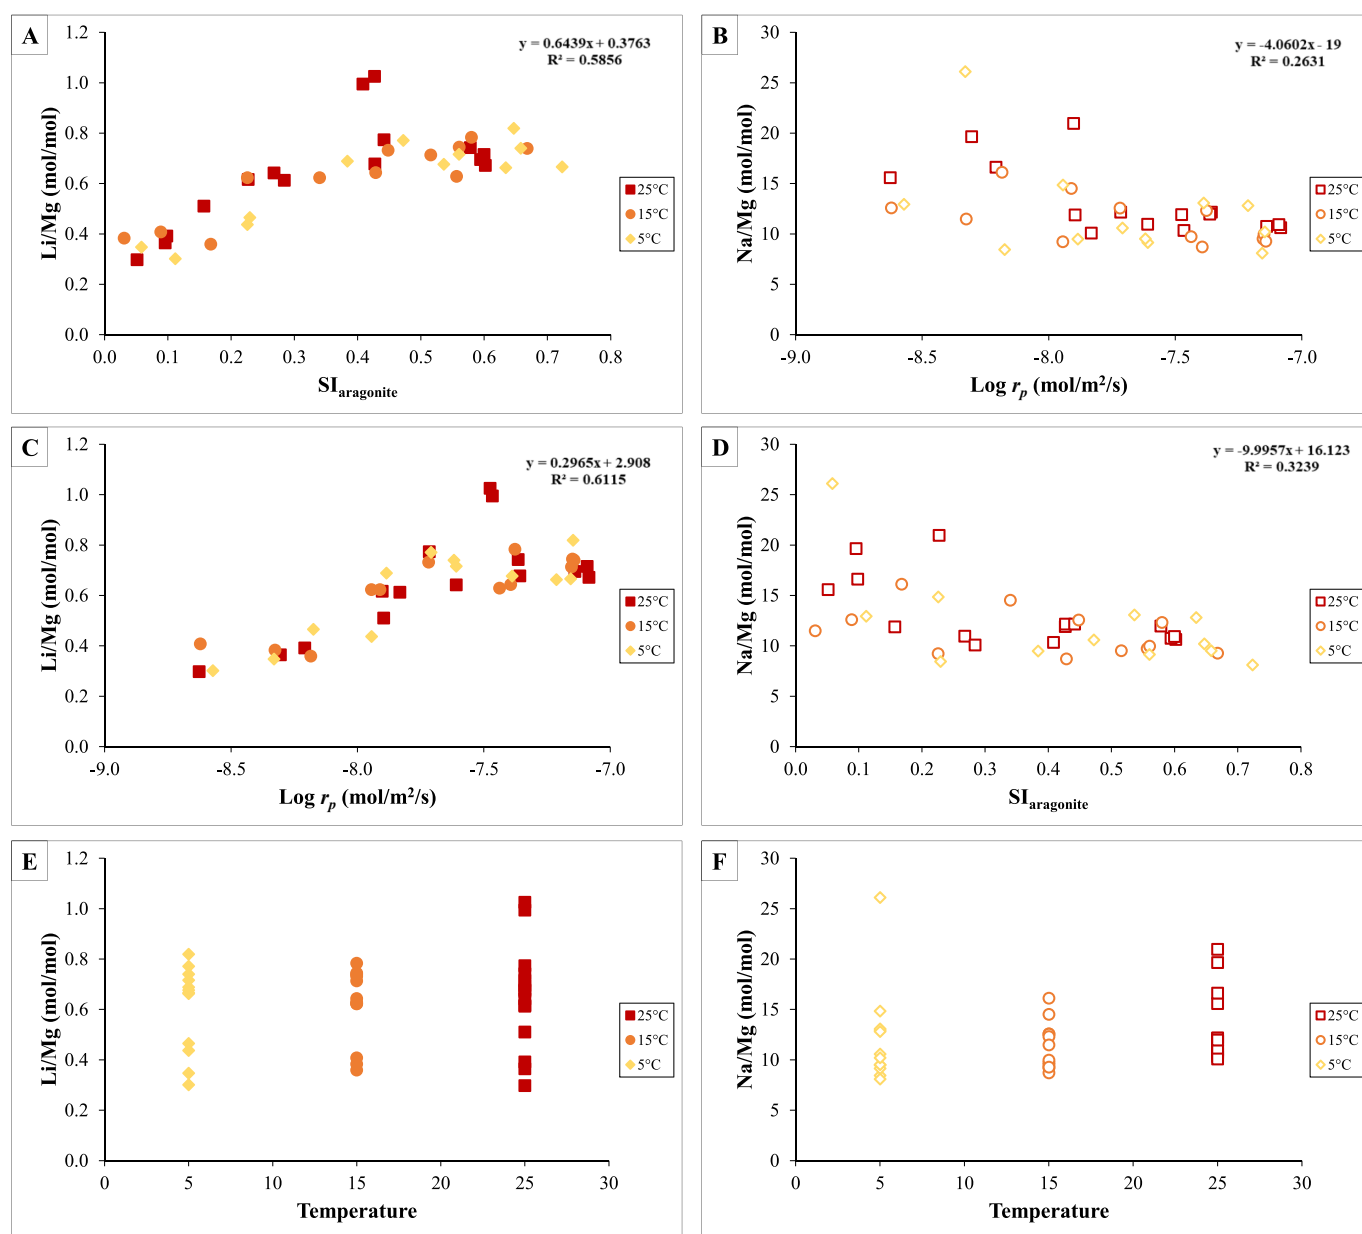 A
y = 0.6439x + 0.3763
R² = 0.5856
Li/Mg (mol/mol)
1.2
1.0
0.8
0.6
0.4
0.2
0.0
0.0 0.1 0.2 0.3 0.4 0.5 0.6 0.7 0.8
SIaragonite
25°C
15°C
5°C
B
y = -4.0602x - 19
R² = 0.2631
Na/Mg (mol/mol)
30
25
20
15
10
5
0
-9.0 -8.5 -8.0 -7.5 -7.0
Log rp (mol/m²/s)
25°C
15°C
5°C
C
y = 0.2965x + 2.908
R² = 0.6115
Li/Mg (mol/mol)
1.2
1.0
0.8
0.6
0.4
0.2
0.0
-9.0 -8.5 -8.0 -7.5 -7.0
Log rp (mol/m²/s)
25°C
15°C
5°C
D
y = -9.9957x + 16.123
R² = 0.3239
Na/Mg (mol/mol)
30
25
20
15
10
5
0
0.0 0.1 0.2 0.3 0.4 0.5 0.6 0.7 0.8
SIaragonite
25°C
15°C
5°C
E
Li/Mg (mol/mol)
1.2
1.0
0.8
0.6
0.4
0.2
0.0
0 5 10 15 20 25 30
Temperature
25°C
15°C
5°C
F
Na/Mg (mol/mol)
30
25
20
15
10
5
0
0 5 10 15 20 25 30
Temperature
25°C
15°C
5°C